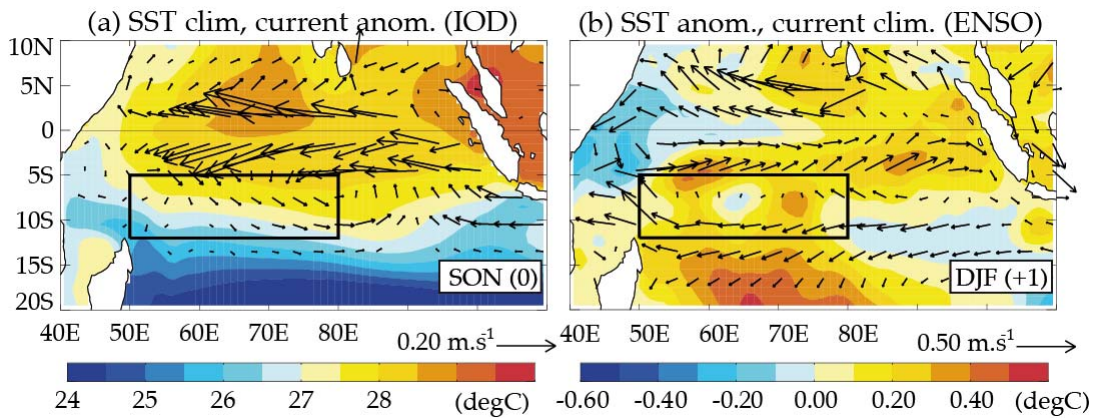 (a) SST clim, current anom. (IOD)
(b) SST anom., current clim. (ENSO)
10N
5N
0
5S
10S
15S
20S
SON (0)
DJF (+1)
40E 50E 60E 70E 80E
0.20 m.s⁻¹
40E 50E 60E 70E 80E
0.50 m.s⁻¹
24 25 26 27 28 (degC)
-0.60 -0.40 -0.20 0.00 0.20 0.40 (degC)